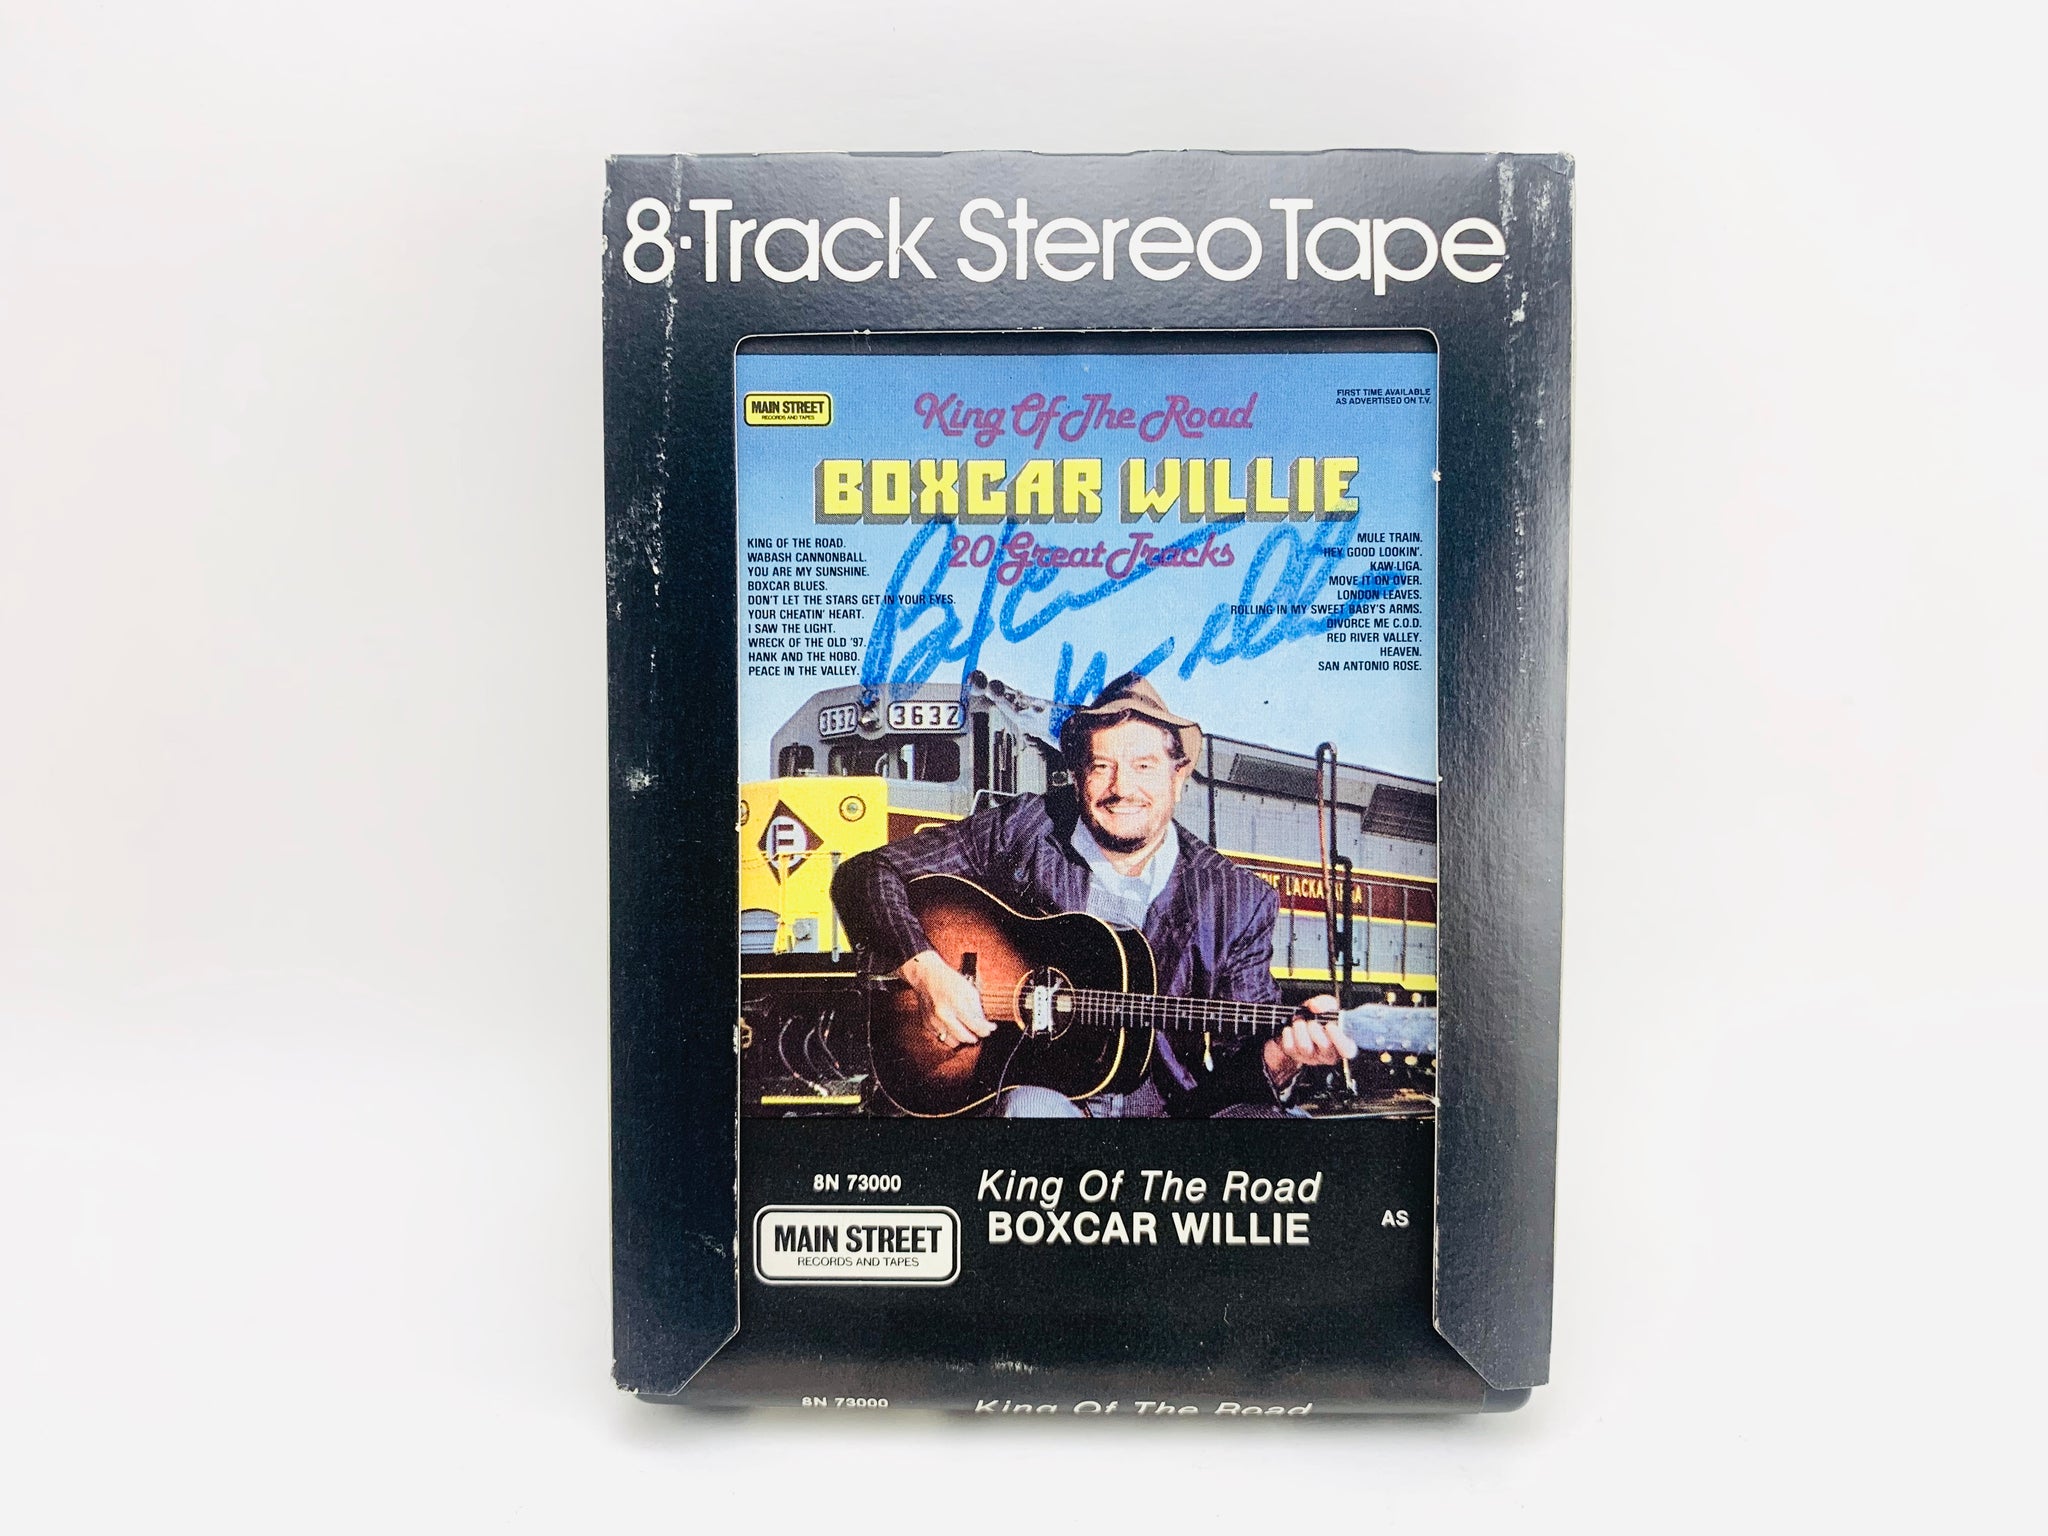 8·Track Stereo Tape
MAIN STREET
RECORDS AND TAPES
King Of The Road
FIRST TIME AVAILABLE
AS ADVERTISED ON T.V.
BOXCAR WILLIE
20 Great Tracks
KING OF THE ROAD.
WABASH CANNONBALL.
YOU ARE MY SUNSHINE.
BOXCAR BLUES.
DON'T LET THE STARS GET IN YOUR EYES.
YOUR CHEATIN' HEART.
I SAW THE LIGHT.
WRECK OF THE OLD '97.
HANK AND THE HOBO.
PEACE IN THE VALLEY.
MULE TRAIN.
HEY GOOD LOOKIN'.
KAW-LIGA.
MOVE IT ON OVER.
LONDON LEAVES.
ROLLING IN MY SWEET BABY'S ARMS.
DIVORCE ME C.O.D.
RED RIVER VALLEY.
HEAVEN.
SAN ANTONIO ROSE.
Boxcar Willie
3632
3632
E
8N 73000
King Of The Road
BOXCAR WILLIE
AS
MAIN STREET
RECORDS AND TAPES
8N 73000
King Of The Road